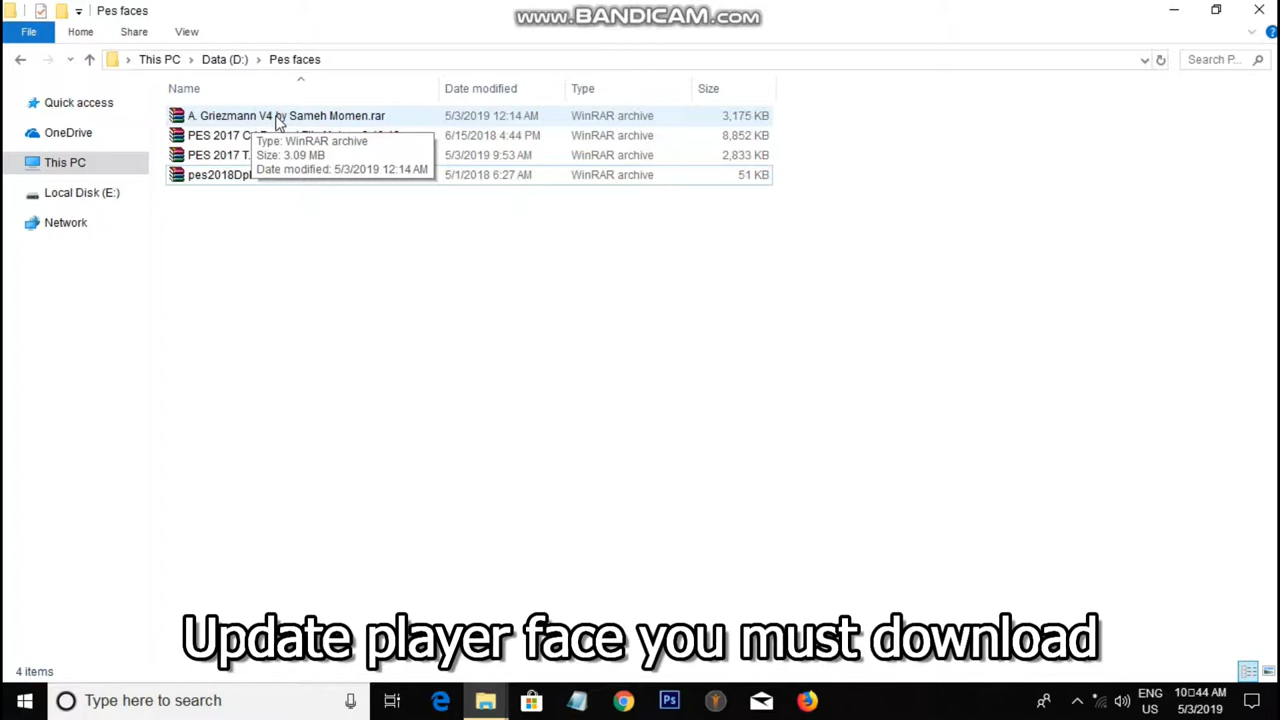 Pes faces
www.BANDICAM.com
File Home Share View
This PC Data (D:) Pes faces
Search P...
Name Date modified Type Size
Quick access
OneDrive
This PC
Local Disk (E:)
Network
A. Griezmann V4 by Sameh Momen.rar 5/3/2019 12:14 AM WinRAR archive 3,175 KB
PES 2017 6/15/2018 4:44 PM WinRAR archive 8,852 KB
PES 2017 T. 5/3/2019 9:53 AM WinRAR archive 2,833 KB
pes2018Dp 5/1/2018 6:27 AM WinRAR archive 51 KB
Type: WinRAR archive
Size: 3.09 MB
Date modified: 5/3/2019 12:14 AM
Update player face you must download
4 items
Type here to search
Ps
ENG
US
10:44 AM
5/3/2019